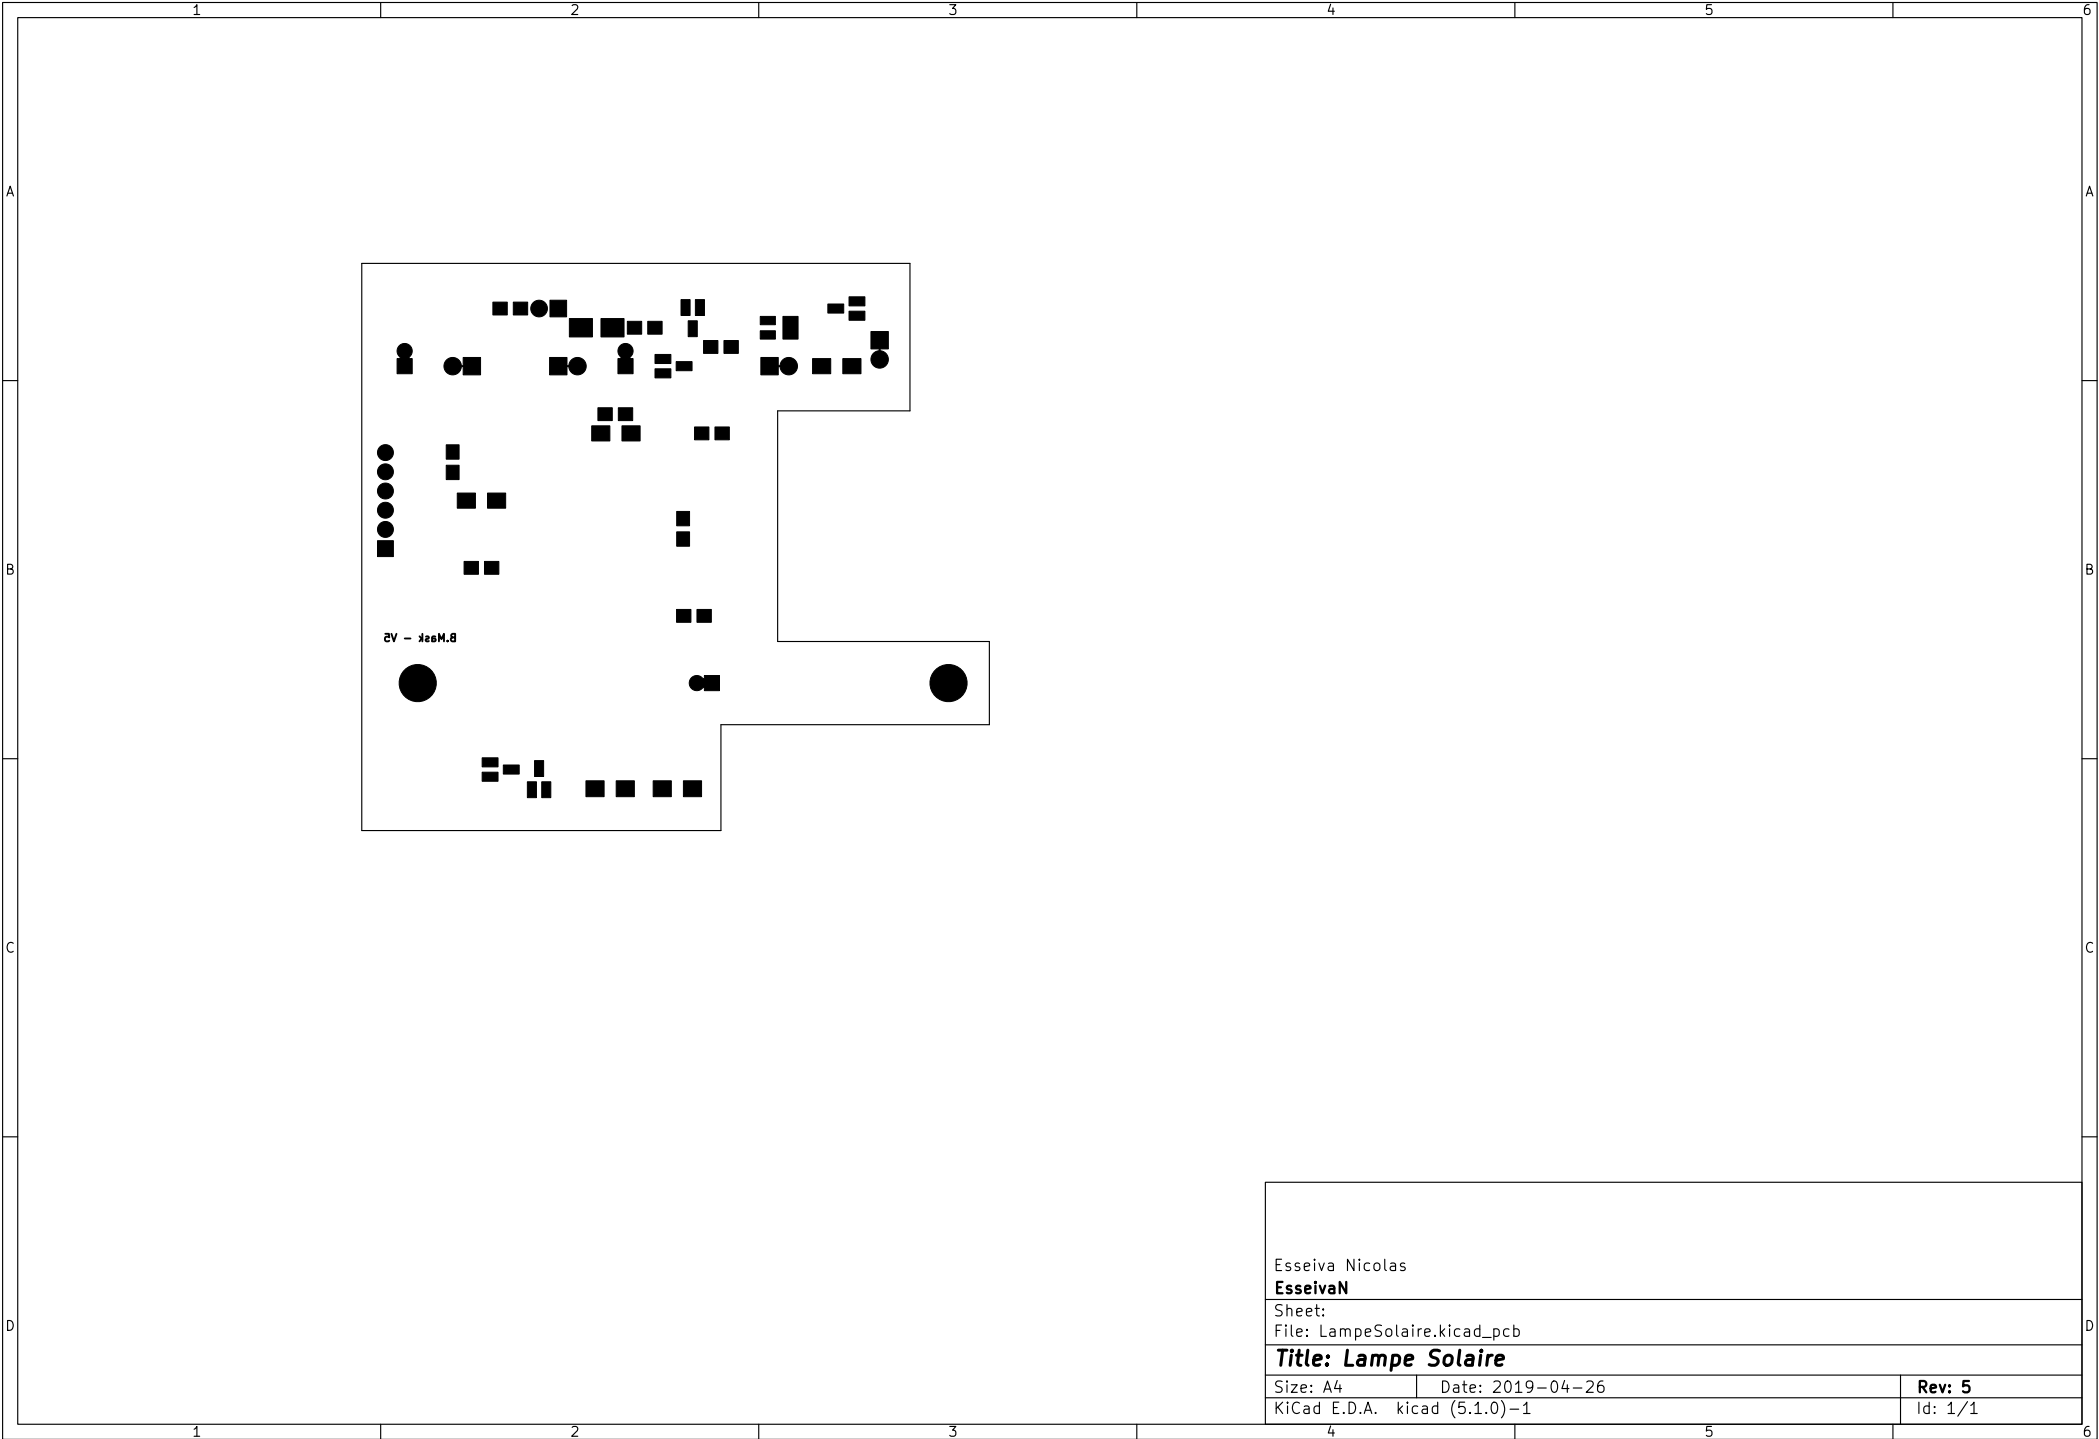 1 2 3 4 5 6
A A
B B
B.Mask - V5
C C
Esseiva Nicolas
EsseivaN
Sheet:
File: LampeSolaire.kicad_pcb
D D
Title: Lampe Solaire
Size: A4 Date: 2019-04-26 Rev: 5
KiCad E.D.A. kicad (5.1.0)-1 Id: 1/1
1 2 3 4 5 6